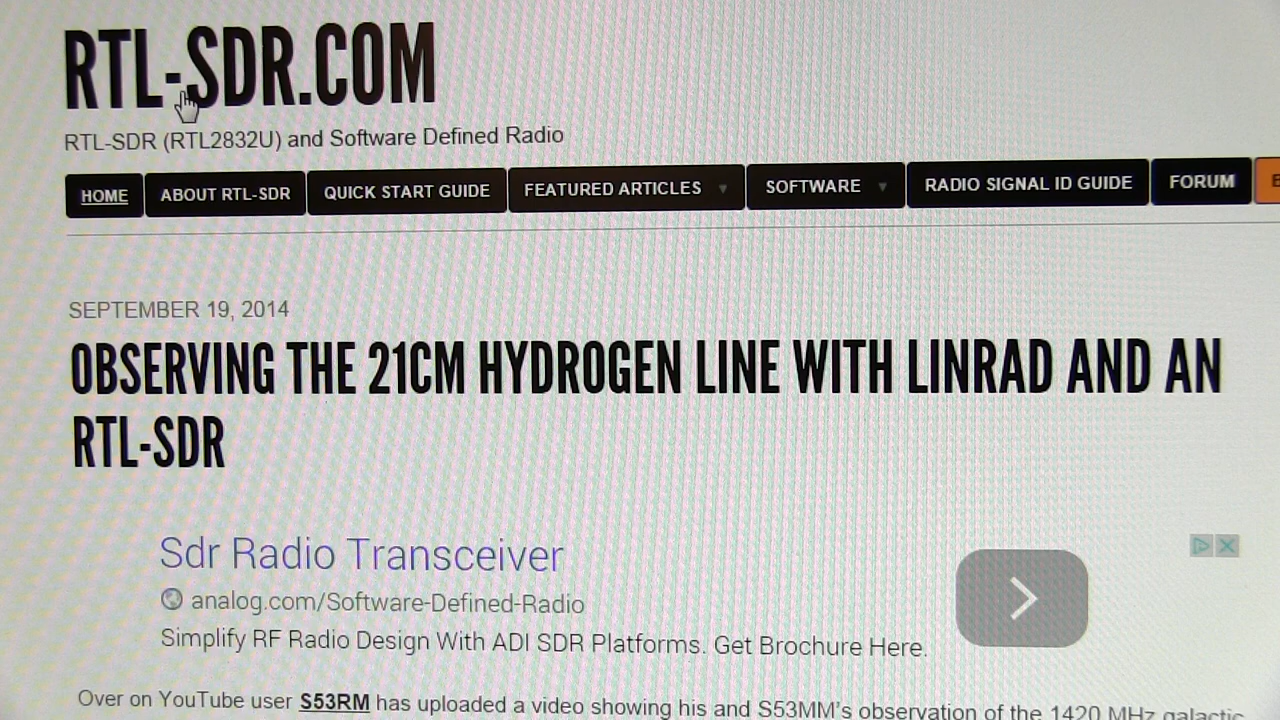 RTL-SDR.COM
RTL-SDR (RTL2832U) and Software Defined Radio
HOME ABOUT RTL-SDR QUICK START GUIDE FEATURED ARTICLES SOFTWARE RADIO SIGNAL ID GUIDE FORUM
SEPTEMBER 19, 2014
OBSERVING THE 21CM HYDROGEN LINE WITH LINRAD AND AN
RTL-SDR
Sdr Radio Transceiver
analog.com/Software-Defined-Radio
Simplify RF Radio Design With ADI SDR Platforms. Get Brochure Here.
Over on YouTube user S53RM has uploaded a video showing his and S53MM's observation of the 1420 MHz galactic